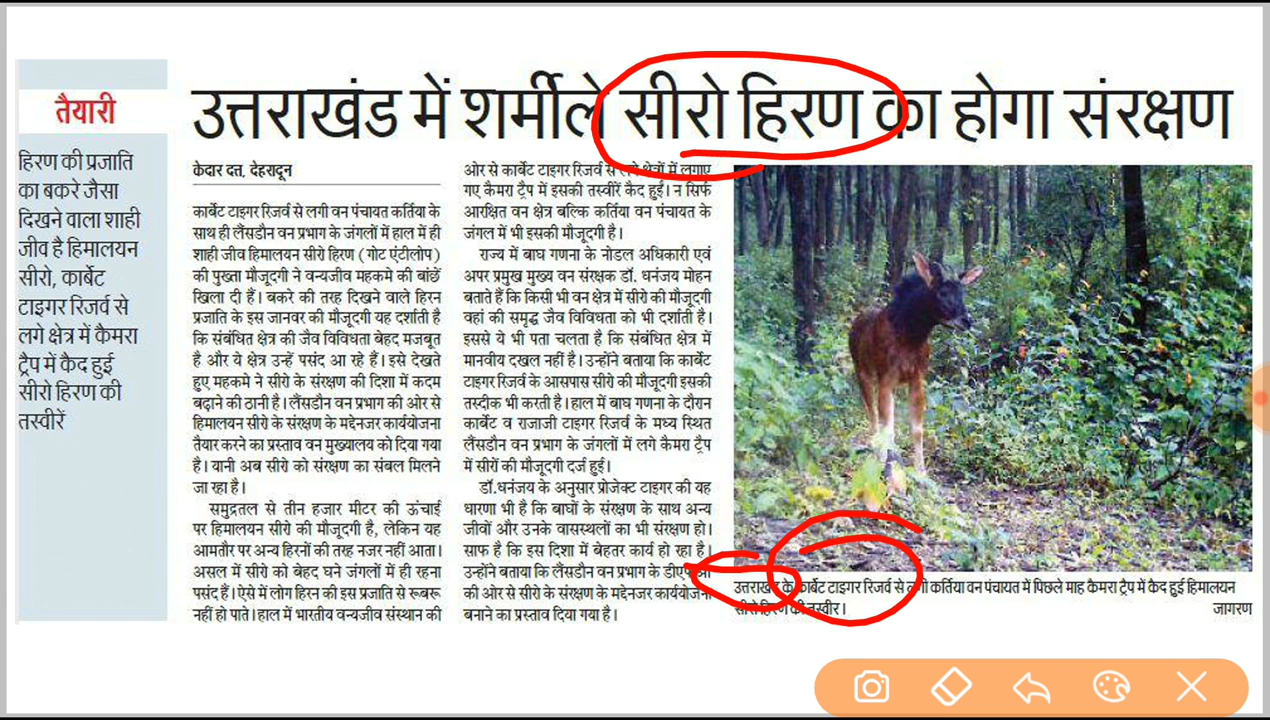 उत्तराखंड में शर्मीले सीरो हिरण का होगा संरक्षण
तैयारी
हिरण की प्रजाति
का बकरे जैसा
दिखने वाला शाही
जीव है हिमालयन
सीरो, कार्बेट
टाइगर रिजर्व से
लगे क्षेत्र में कैमरा
ट्रैप में कैद हुई
सीरो हिरण की
तस्वीरें
केदार दत्त, देहरादून
कार्बेट टाइगर रिजर्व से लगी वन पंचायत कर्तिया के
साथ ही लैंसडौन वन प्रभाग के जंगलों में हाल में ही
शाही जीव हिमालयन सीरो हिरण (गोट एंटीलोप)
की पुख्ता मौजूदगी ने वन्यजीव महकमे की बांछें
खिला दी हैं। बकरे की तरह दिखने वाले हिरन
प्रजाति के इस जानवर की मौजूदगी यह दर्शाती है
कि संबंधित क्षेत्र की जैव विविधता बेहद मजबूत
है और ये क्षेत्र उन्हें पसंद आ रहे हैं। इसे देखते
हुए महकमे ने सीरो के संरक्षण की दिशा में कदम
बढ़ाने की ठानी है। लैंसडौन वन प्रभाग की ओर से
हिमालयन सीरो के संरक्षण के मद्देनजर कार्ययोजना
तैयार करने का प्रस्ताव वन मुख्यालय को दिया गया
है। यानी अब सीरो को संरक्षण का संबल मिलने
जा रहा है।
समुद्रतल से तीन हजार मीटर की ऊंचाई
पर हिमालयन सीरो की मौजूदगी है, लेकिन यह
आमतौर पर अन्य हिरनों की तरह नजर नहीं आता।
असल में सीरो को बेहद घने जंगलों में ही रहना
पसंद हैं। ऐसे में लोग हिरन की इस प्रजाति से रूबरू
नहीं हो पाते। हाल में भारतीय वन्यजीव संस्थान की
ओर से कार्बेट टाइगर रिजर्व से लगे क्षेत्रों में लगाए
गए कैमरा ट्रैप में इसकी तस्वीरें कैद हुईं। न सिर्फ
आरक्षित वन क्षेत्र बल्कि कर्तिया वन पंचायत के
जंगल में भी इसकी मौजूदगी है।
राज्य में बाघ गणना के नोडल अधिकारी एवं
अपर प्रमुख मुख्य वन संरक्षक डॉ. धनंजय मोहन
बताते हैं कि किसी भी वन क्षेत्र में सीरो की मौजूदगी
वहां की समृद्ध जैव विविधता को भी दर्शाती है।
इससे ये भी पता चलता है कि संबंधित क्षेत्र में
मानवीय दखल नहीं है। उन्होंने बताया कि कार्बेट
टाइगर रिजर्व के आसपास सीरो की मौजूदगी इसकी
तस्दीक भी करती है। हाल में बाघ गणना के दौरान
कार्बेट व राजाजी टाइगर रिजर्व के मध्य स्थित
लैंसडौन वन प्रभाग के जंगलों में लगे कैमरा ट्रैप
में सीरों की मौजूदगी दर्ज हुई।
डॉ.धनंजय के अनुसार प्रोजेक्ट टाइगर की यह
धारणा भी है कि बाघों के संरक्षण के साथ अन्य
जीवों और उनके वासस्थलों का भी संरक्षण हो।
साफ है कि इस दिशा में बेहतर कार्य हो रहा है।
उन्होंने बताया कि लैंसडौन वन प्रभाग के
की ओर से सीरो के संरक्षण के मद्देनजर कार्ययोजना
बनाने का प्रस्ताव दिया गया है।
उत्तराखंड के कार्बेट टाइगर रिजर्व से लगी कर्तिया वन पंचायत में पिछले माह कैमरा ट्रैप में कैद हुई हिमालयन
सीरो हिरण की तस्वीर।
जागरण